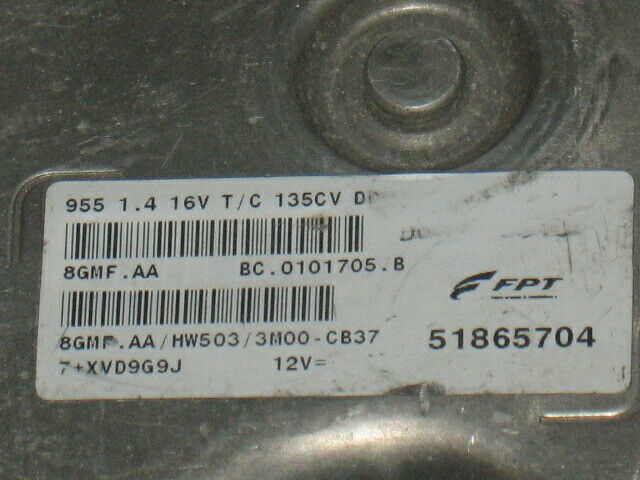 955 1.4 16V T/C 135CV
8GMF.AA BC.0101705.B
FPT
8GMF.AA/HW503/3M00-CB37
51865704
7+XVD9G9J 12V=